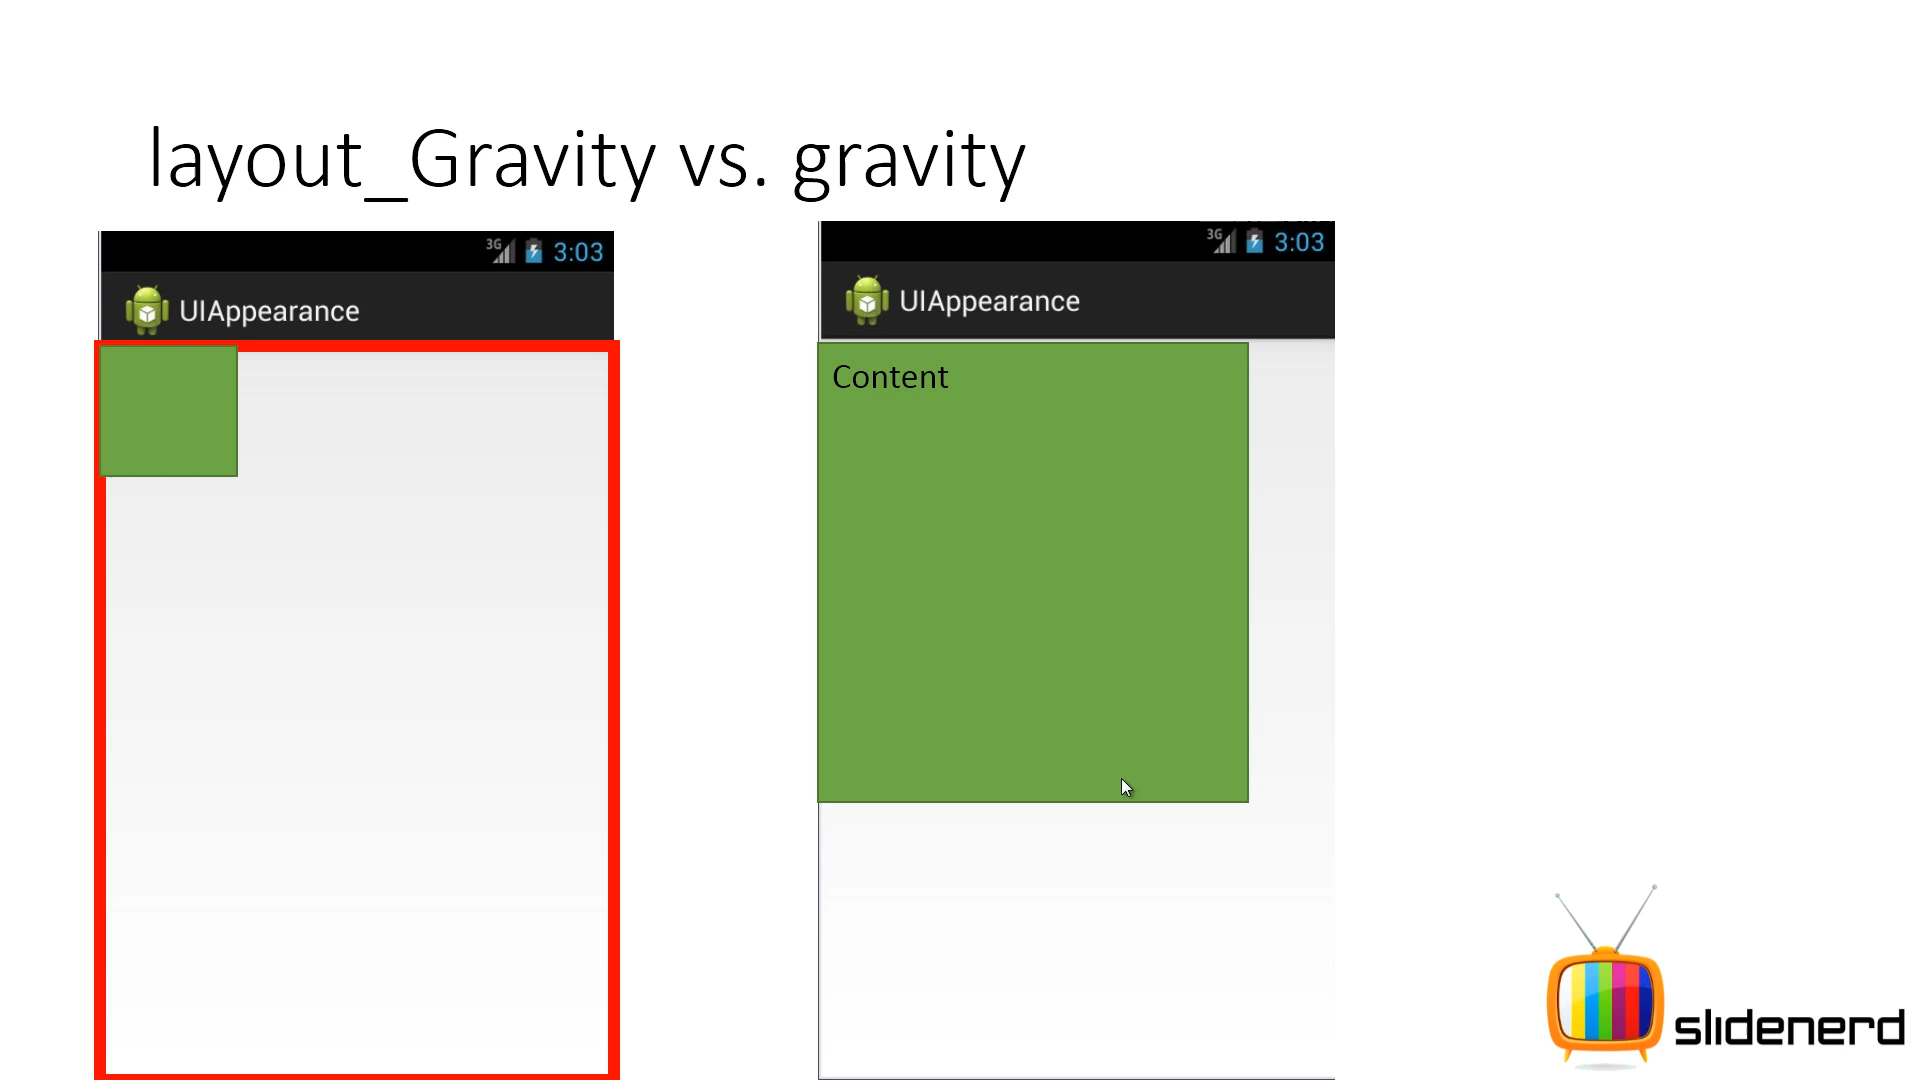 layout_Gravity vs. gravity
3G 3:03
UIAppearance
3G 3:03
UIAppearance
Content
slidenerd